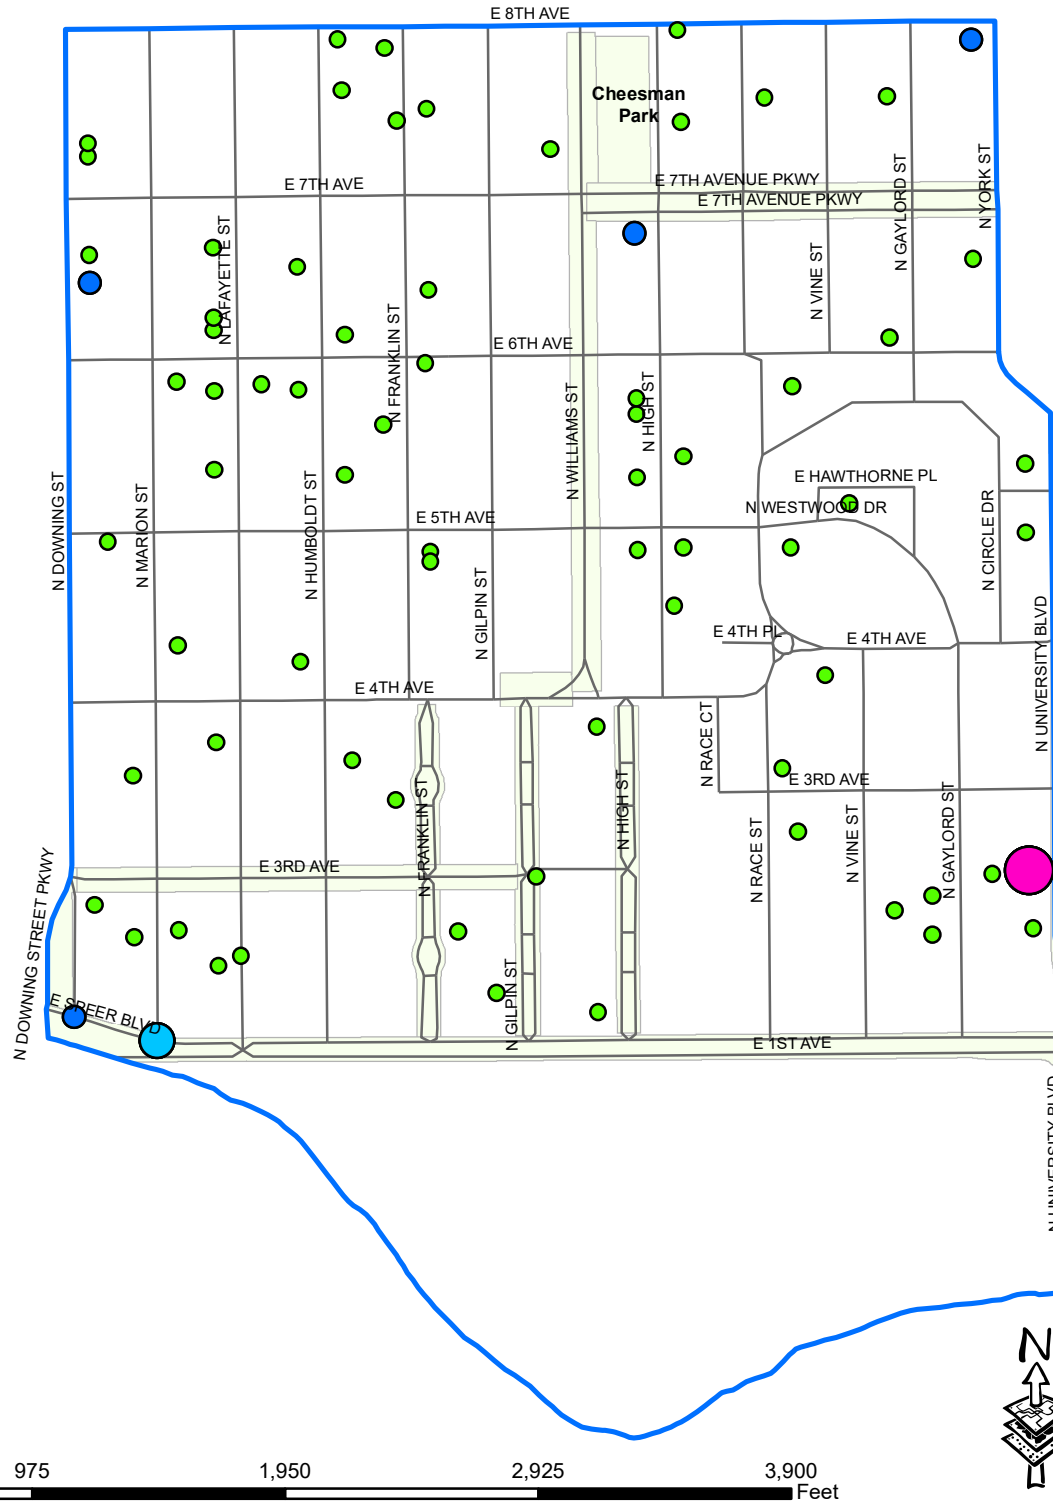 E 8TH AVE
Cheesman
Park
E 7TH AVE
E 7TH AVENUE PKWY
E 7TH AVENUE PKWY
N GAYLORD ST
N YORK ST
N LAFAYETTE ST
N VINE ST
N FRANKLIN ST
E 6TH AVE
N WILLIAMS ST
N HIGH ST
E HAWTHORNE PL
N WESTWOOD DR
N DOWNING ST
N MARION ST
N HUMBOLDT ST
E 5TH AVE
N CIRCLE DR
N GILPIN ST
E 4TH PL
E 4TH AVE
N UNIVERSITY BLVD
E 4TH AVE
N RACE CT
E 3RD AVE
N FRANKLIN ST
N HIGH ST
N RACE ST
N VINE ST
N GAYLORD ST
E 3RD AVE
N DOWNING STREET PKWY
E SPEER BLVD
N GILPIN ST
E 1ST AVE
N UNIVERSITY BLVD
N
975 1,950 2,925 3,900
Feet